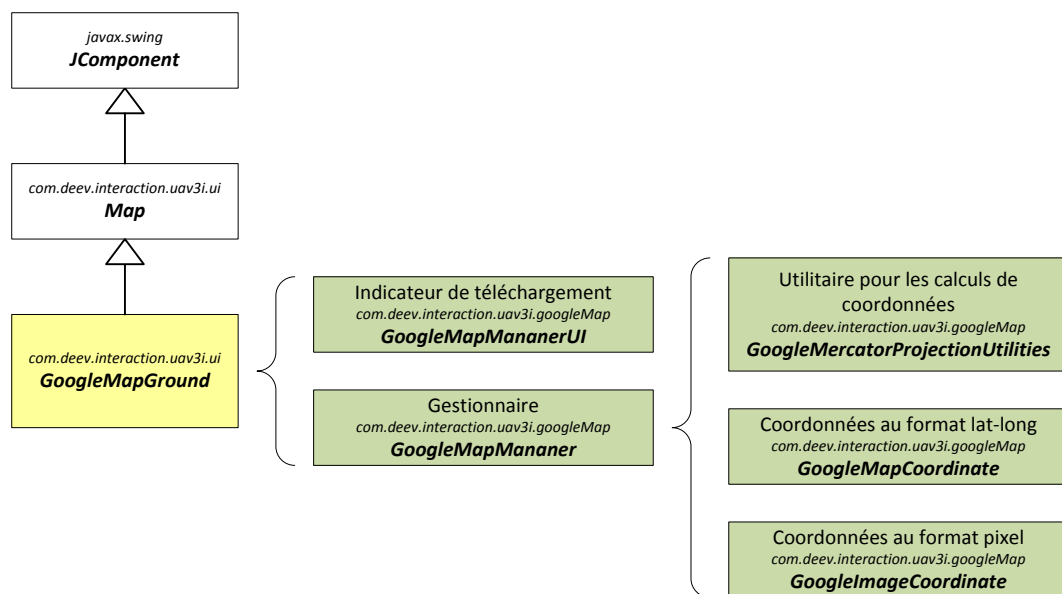 javax.swing
JComponent
com.deev.interaction.uav3i.ui
Map
com.deev.interaction.uav3i.ui
GoogleMapGround
Indicateur de téléchargement
com.deev.interaction.uav3i.googleMap
GoogleMapMananerUI
Gestionnaire
com.deev.interaction.uav3i.googleMap
GoogleMapMananer
Utilitaire pour les calculs de
coordonnées
com.deev.interaction.uav3i.googleMap
GoogleMercatorProjectionUtilities
Coordonnées au format lat-long
com.deev.interaction.uav3i.googleMap
GoogleMapCoordinate
Coordonnées au format pixel
com.deev.interaction.uav3i.googleMap
GoogleImageCoordinate